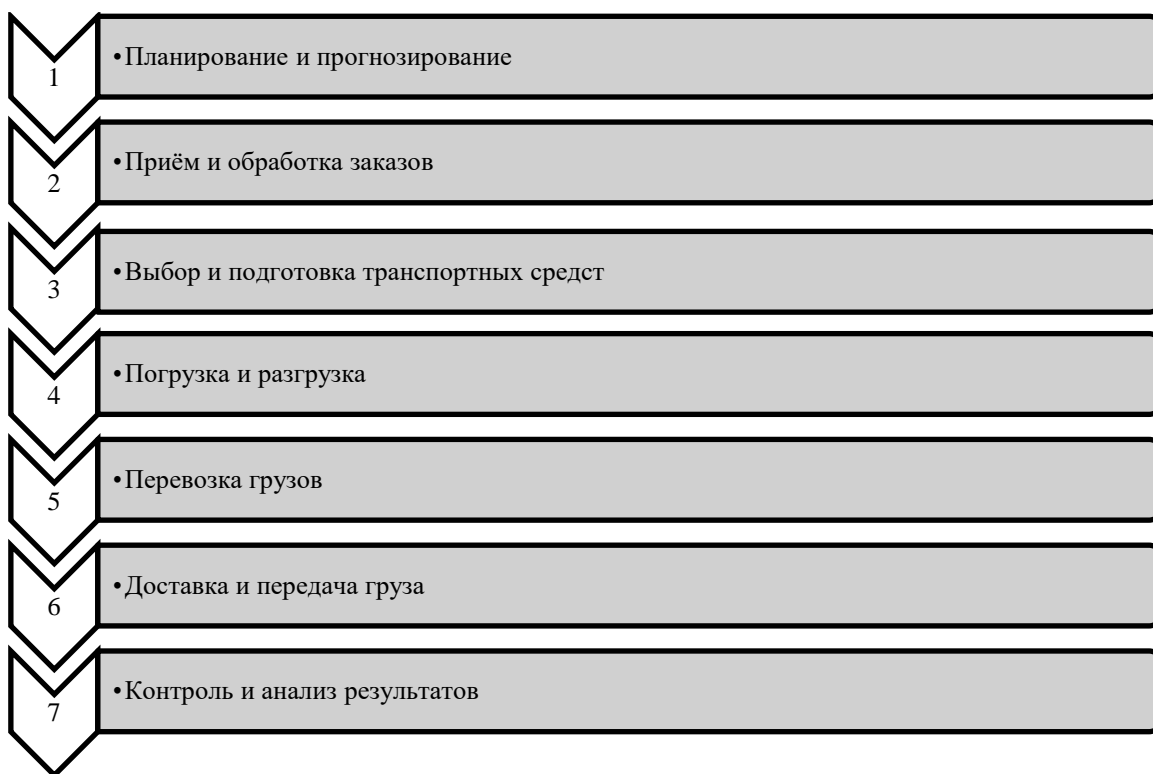 1
•Планирование и прогнозирование
2
•Приём и обработка заказов
3
•Выбор и подготовка транспортных средст
4
•Погрузка и разгрузка
5
•Перевозка грузов
6
•Доставка и передача груза
7
•Контроль и анализ результатов